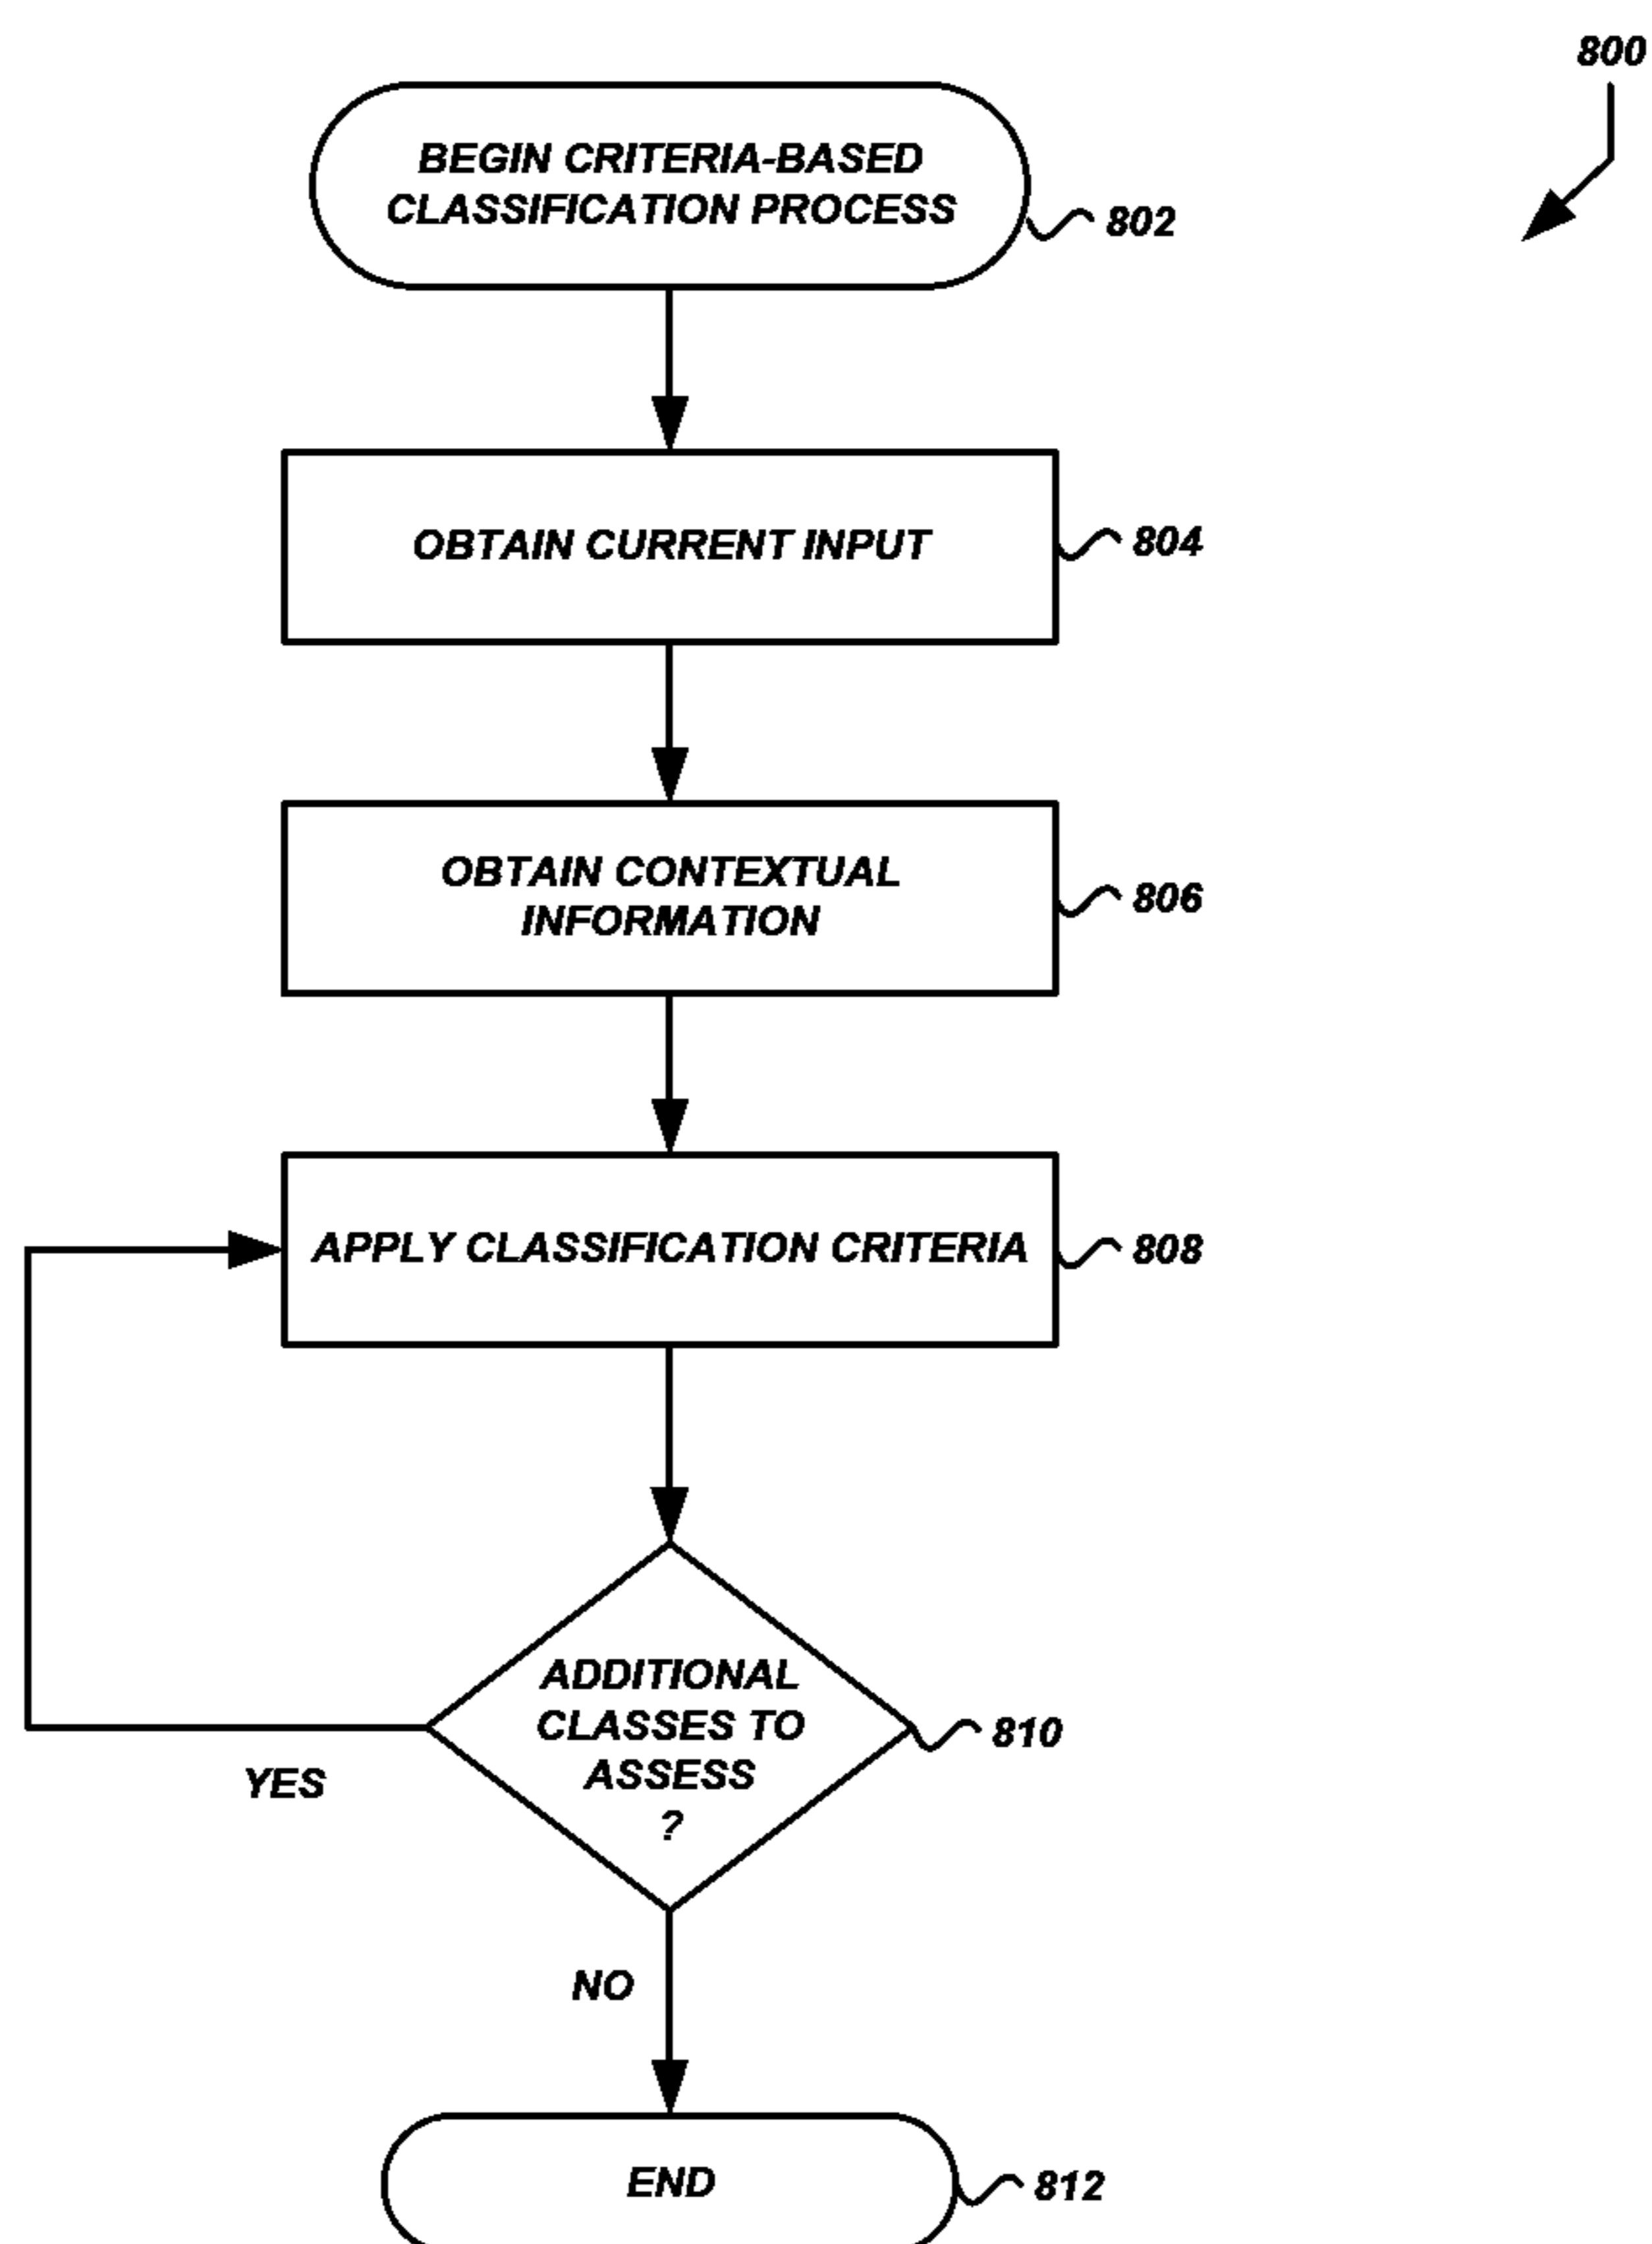 800
BEGIN CRITERIA-BASED
CLASSIFICATION PROCESS
802
OBTAIN CURRENT INPUT
804
OBTAIN CONTEXTUAL
INFORMATION
806
APPLY CLASSIFICATION CRITERIA
808
ADDITIONAL
CLASSES TO
ASSESS
?
810
YES
NO
END
812